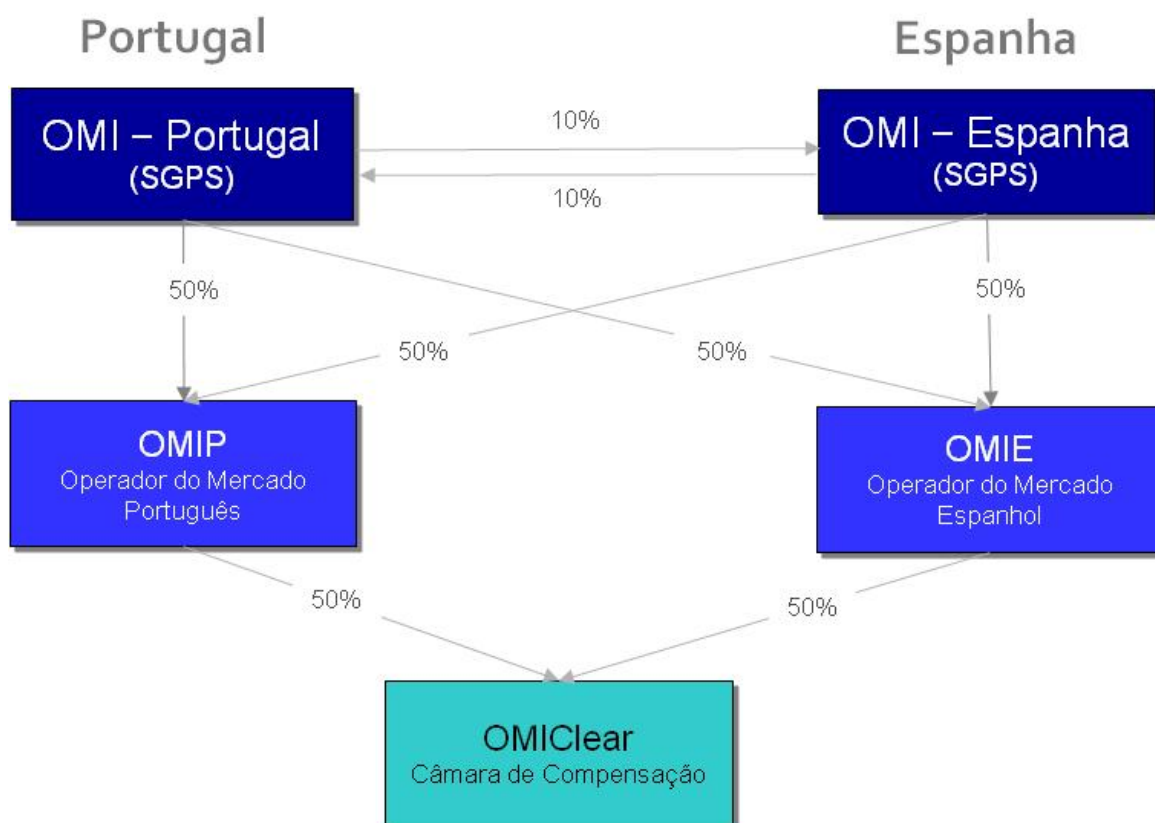 Portugal
Espanha
OMI – Portugal
(SGPS)
10%
10%
OMI – Espanha
(SGPS)
50%
50%
50%
50%
OMIP
Operador do Mercado
Português
OMIE
Operador do Mercado
Espanhol
50%
50%
OMIClear
Câmara de Compensação